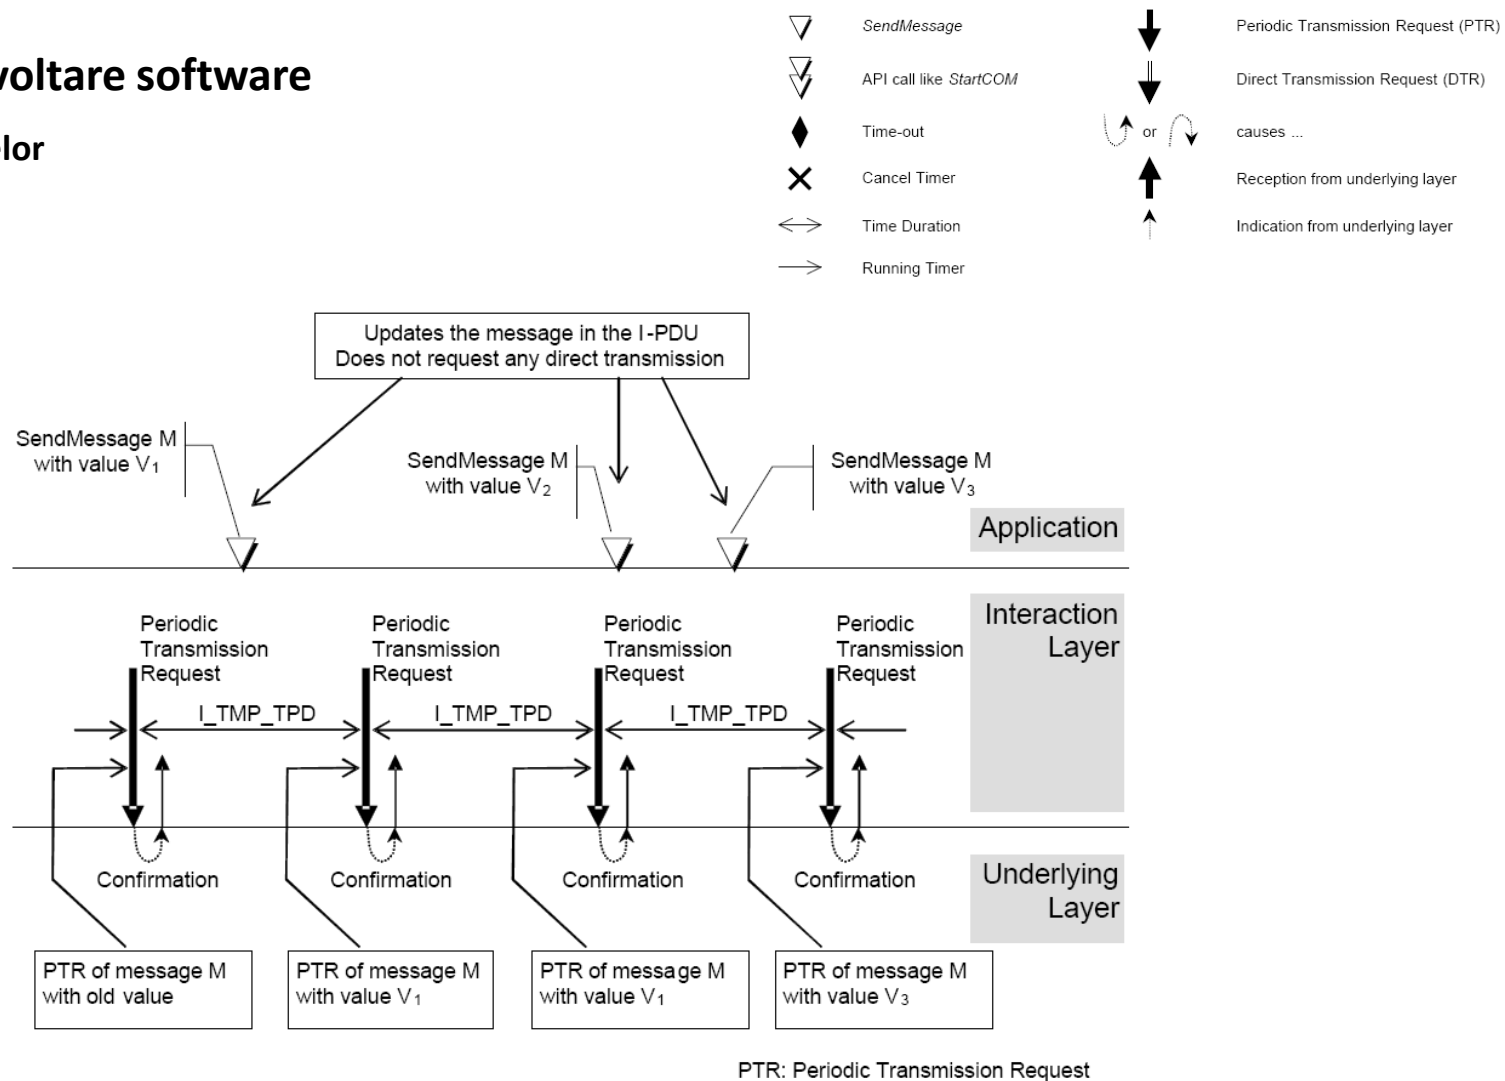 voltare software
elor
SendMessage
API call like StartCOM
Time-out
Cancel Timer
Time Duration
Running Timer
Periodic Transmission Request (PTR)
Direct Transmission Request (DTR)
or
causes ...
Reception from underlying layer
Indication from underlying layer
Updates the message in the I-PDU
Does not request any direct transmission
SendMessage M
with value V1
SendMessage M
with value V2
SendMessage M
with value V3
Application
Interaction
Layer
Periodic
Transmission
Request
Periodic
Transmission
Request
Periodic
Transmission
Request
Periodic
Transmission
Request
I_TMP_TPD
I_TMP_TPD
I_TMP_TPD
Confirmation
Confirmation
Confirmation
Confirmation
Underlying
Layer
PTR of message M
with old value
PTR of message M
with value V1
PTR of message M
with value V1
PTR of message M
with value V3
PTR: Periodic Transmission Request